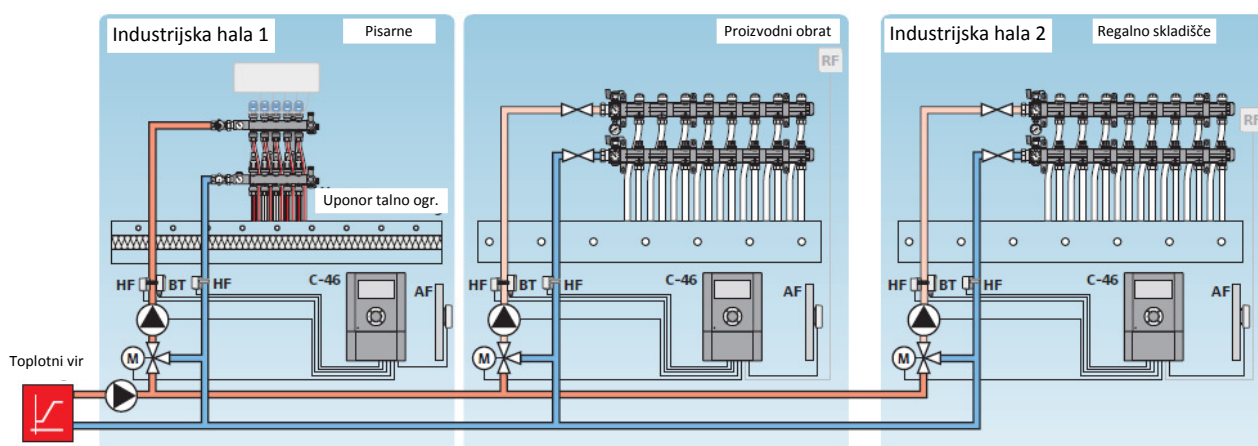 Industrijska hala 1
Pisarne
Proizvodni obrat
Industrijska hala 2
Regalno skladišče
RF
RF
Uponor talno ogr.
HF
BT
HF
C-46
AF
HF
BT
HF
C-46
AF
HF
BT
HF
C-46
AF
M
M
M
Toplotni vir